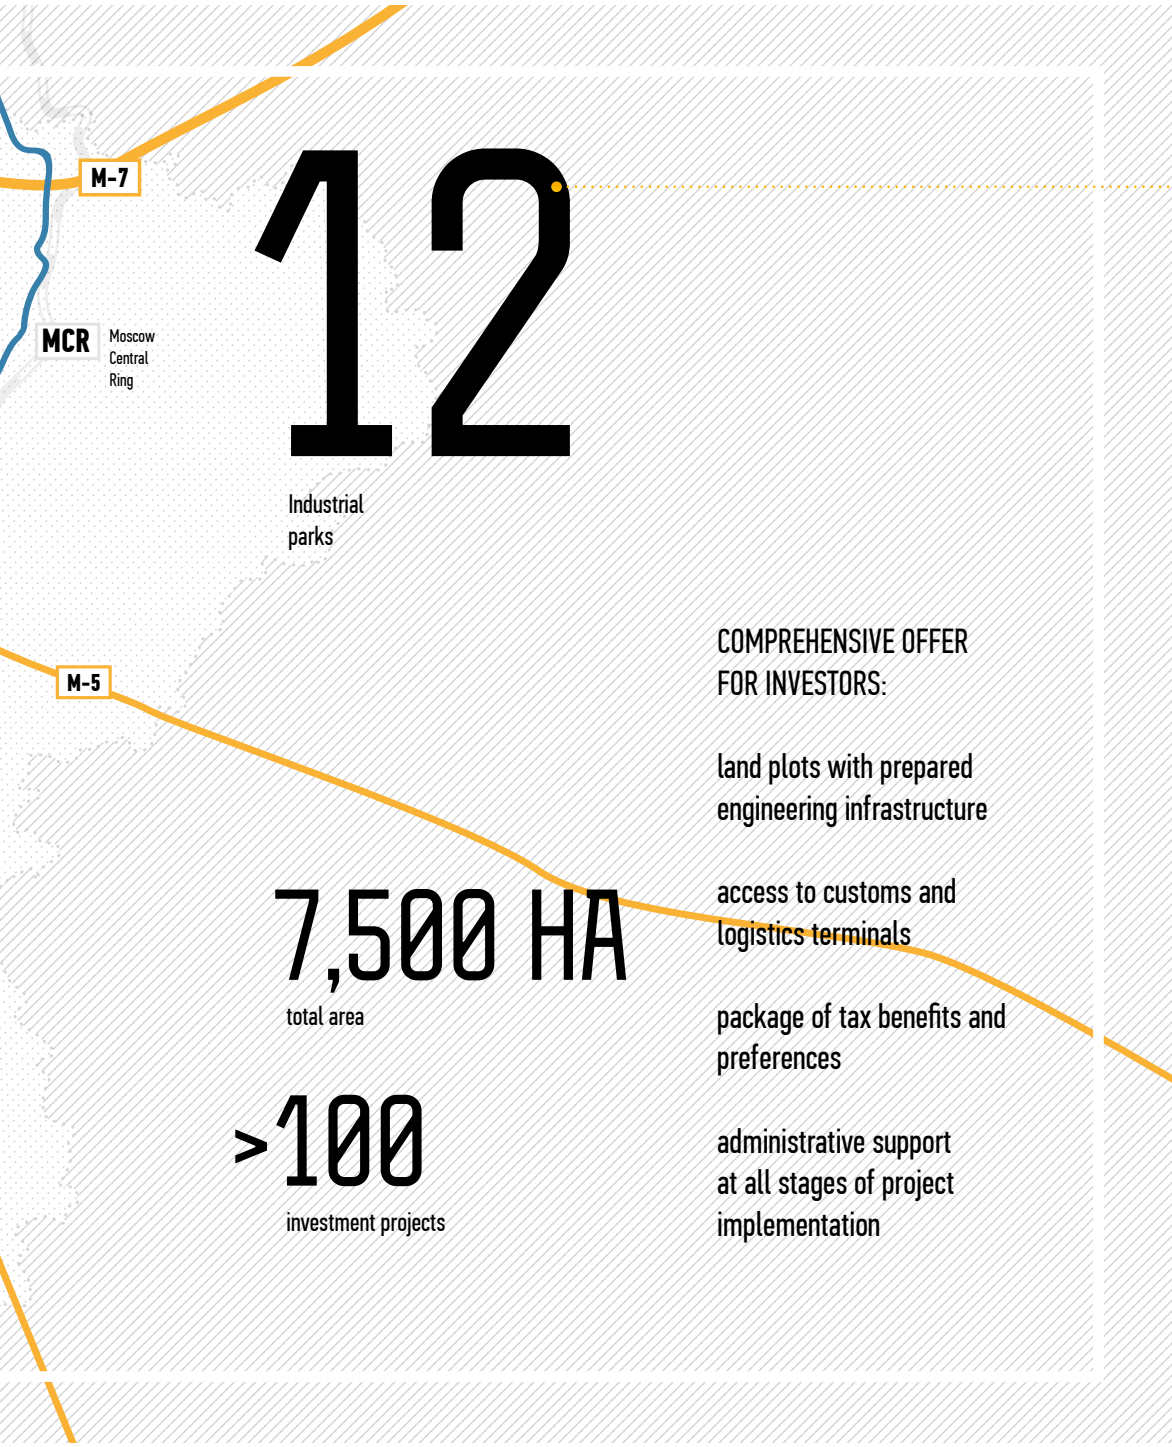 M-7
12
MCR
Moscow
Central
Ring
Industrial
parks
M-5
7,500 HA
total area
>100
investment projects
COMPREHENSIVE OFFER
FOR INVESTORS:
land plots with prepared
engineering infrastructure
access to customs and
logistics terminals
package of tax benefits and
preferences
administrative support
at all stages of project
implementation